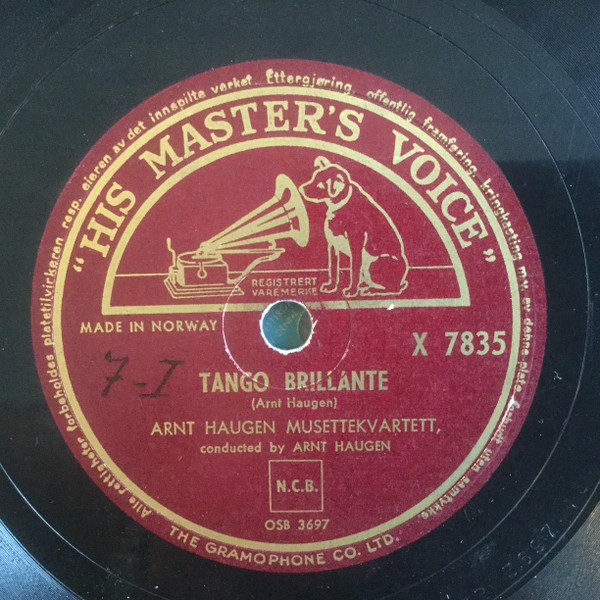 Alle rettigheter forbeholdes platetilvirkeren resp. eieren av det innspilte verket. Ettergjøring, offentlig framføring, kringkasting m.v. av denne plate forbudt uten samtykke.
"HIS MASTER'S VOICE"
REGISTRERT
VAREMERKE
MADE IN NORWAY
X 7835
7-I
TANGO BRILLANTE
(Arnt Haugen)
ARNT HAUGEN MUSETTEKVARTETT,
conducted by ARNT HAUGEN
N.C.B.
OSB 3697
THE GRAMOPHONE CO. LTD.